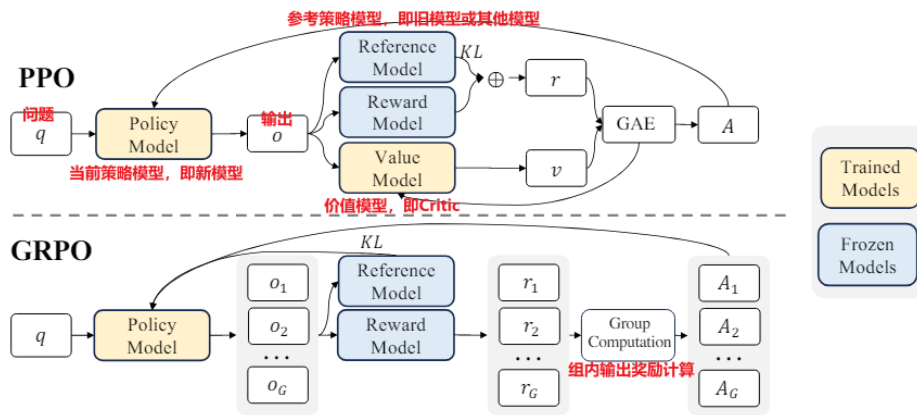 参考策略模型，即旧模型或其他模型
PPO
Reference
Model
KL
⊕
r
问题
q
Policy
Model
输出
o
Reward
Model
GAE
A
当前策略模型，即新模型
Value
Model
v
价值模型，即Critic
Trained
Models
Frozen
Models
GRPO
KL
q
Policy
Model
o₁
o₂
...
o_G
Reference
Model
Reward
Model
r₁
r₂
...
r_G
Group
Computation
组内输出奖励计算
A₁
A₂
...
A_G